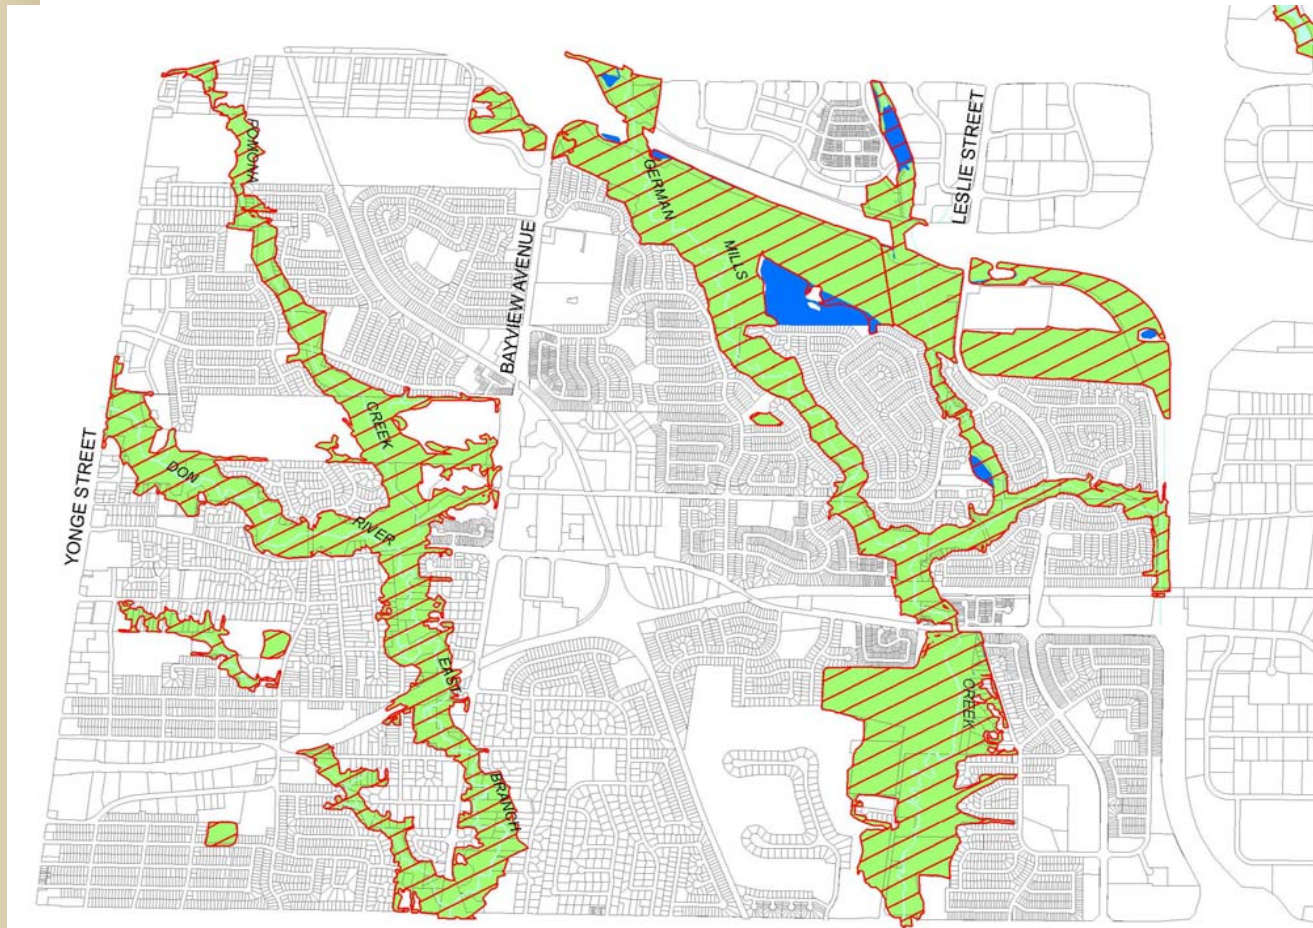 POMONA
CREEK
GERMAN
MILLS
CREEK
LESLIE STREET
BAYVIEW AVENUE
YONGE STREET
DON
RIVER
EAST
BRANCH